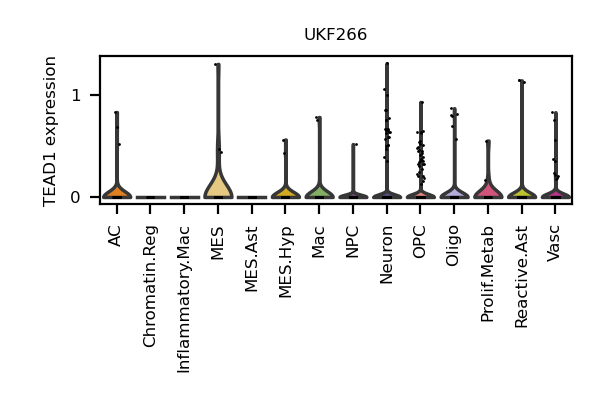 UKF266
TEAD1 expression
1
0
AC
Chromatin.Reg
Inflammatory.Mac
MES
MES.Ast
MES.Hyp
Mac
NPC
Neuron
OPC
Oligo
Prolif.Metab
Reactive.Ast
Vasc